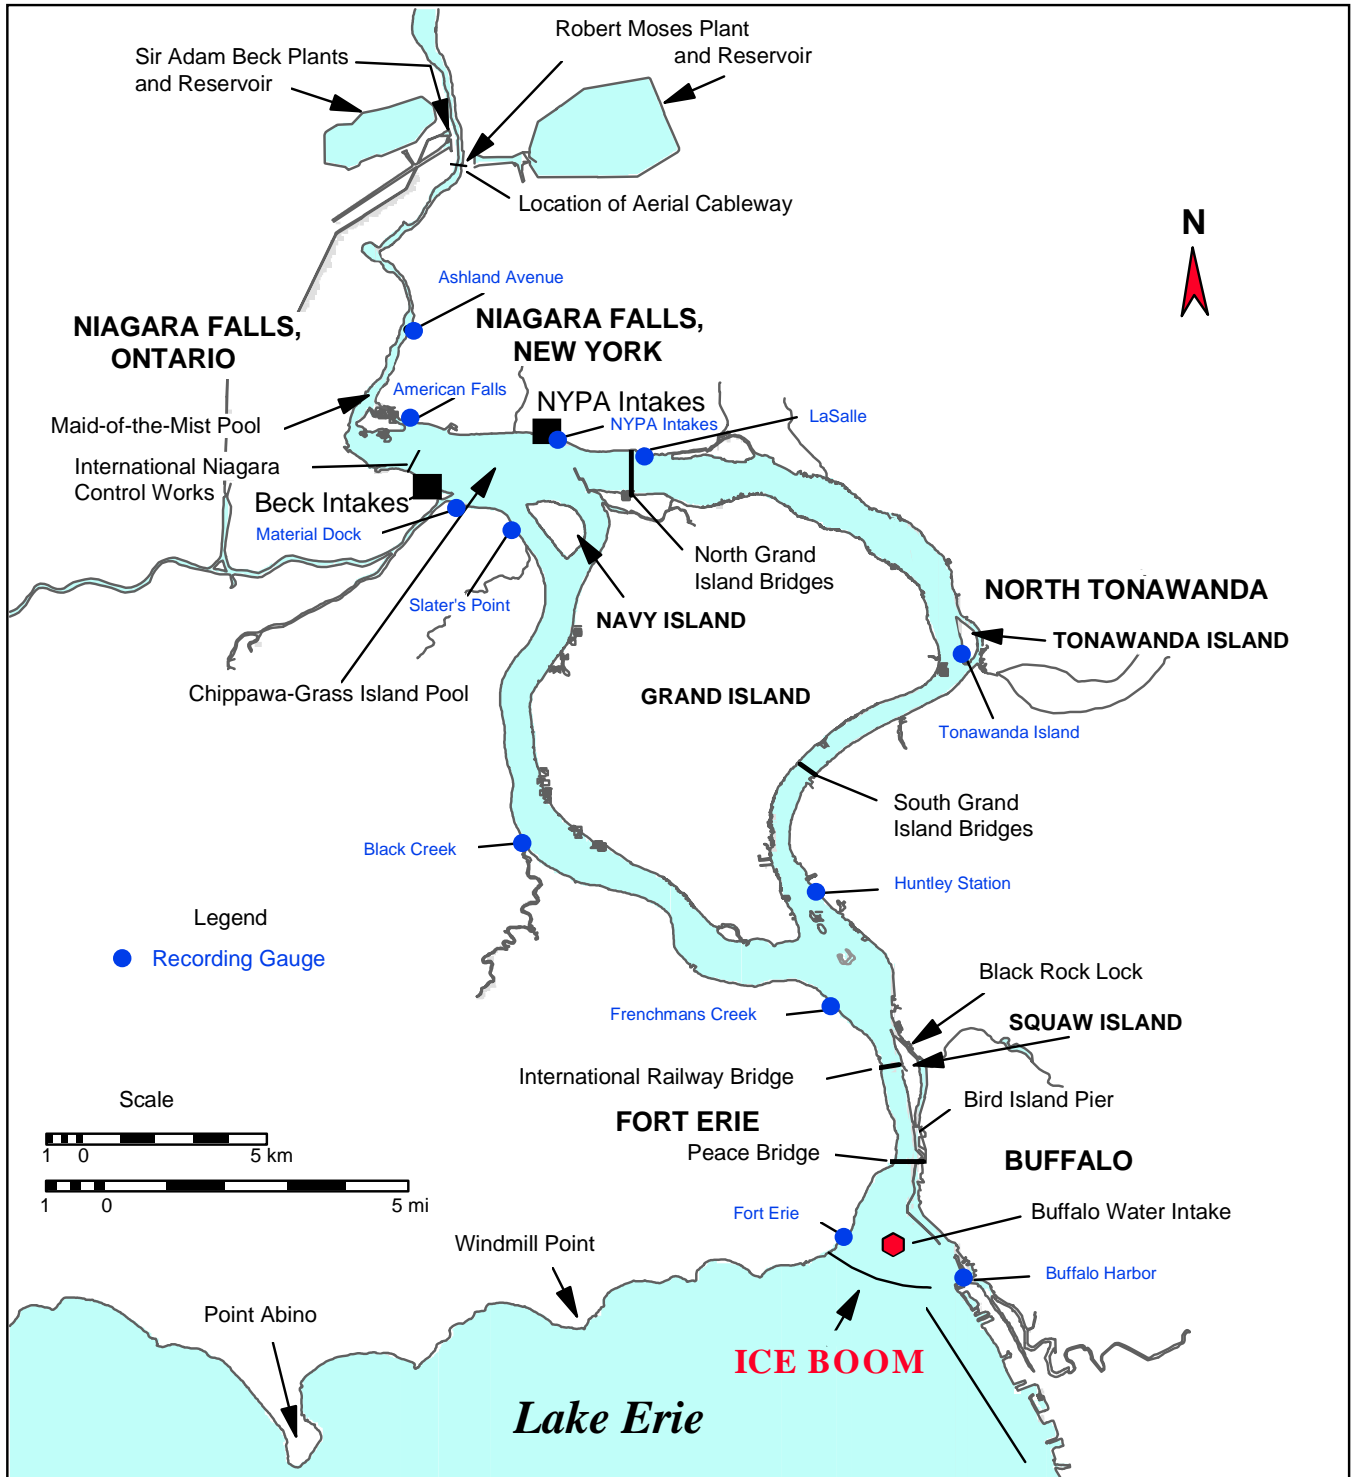 Robert Moses Plant
and Reservoir
Sir Adam Beck Plants
and Reservoir
Location of Aerial Cableway
N
Ashland Avenue
NIAGARA FALLS,
ONTARIO
NIAGARA FALLS,
NEW YORK
American Falls
NYPA Intakes
NYPA Intakes
LaSalle
Maid-of-the-Mist Pool
International Niagara
Control Works
Beck Intakes
Material Dock
North Grand
Island Bridges
Slater's Point
NAVY ISLAND
NORTH TONAWANDA
TONAWANDA ISLAND
Chippawa-Grass Island Pool
GRAND ISLAND
Tonawanda Island
South Grand
Island Bridges
Black Creek
Huntley Station
Legend
Recording Gauge
Black Rock Lock
Frenchmans Creek
SQUAW ISLAND
International Railway Bridge
Scale
Bird Island Pier
FORT ERIE
1 0 5 km
Peace Bridge
BUFFALO
1 0 5 mi
Fort Erie
Buffalo Water Intake
Windmill Point
Buffalo Harbor
Point Abino
ICE BOOM
Lake Erie